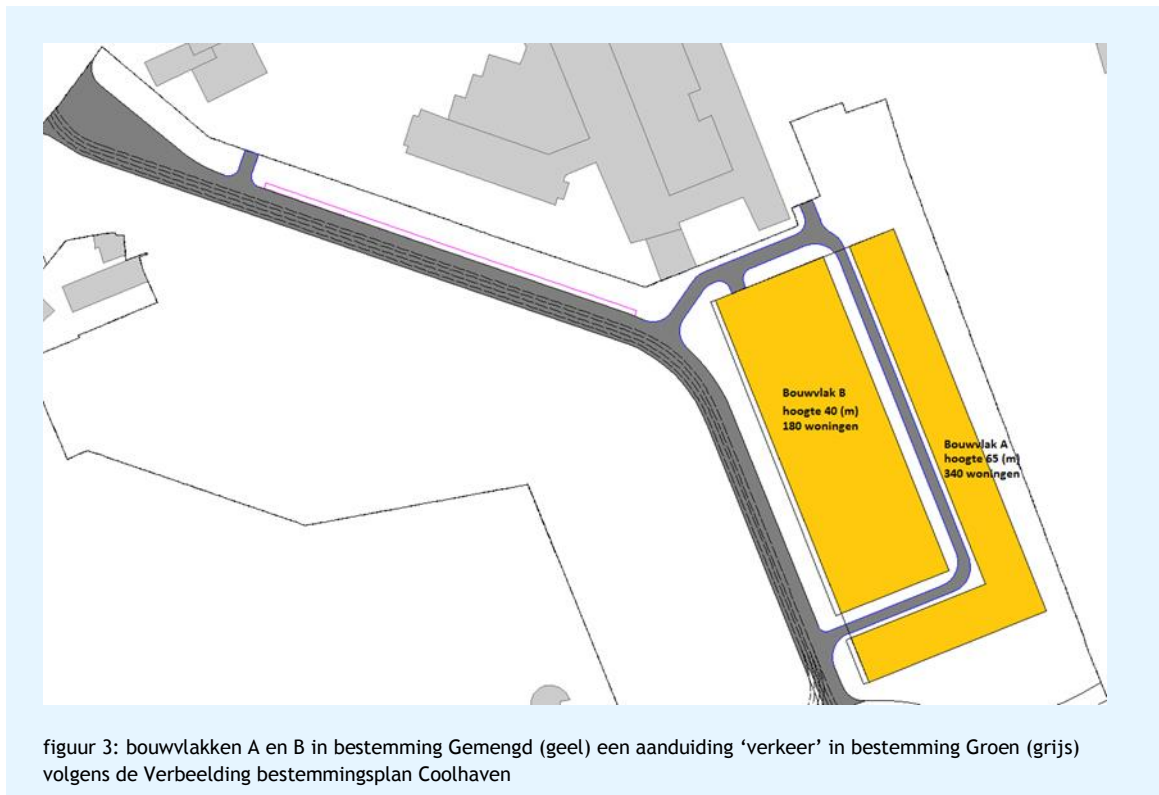 Bouwvlak B
hoogte 40 (m)
180 woningen
Bouwvlak A
hoogte 65 (m)
340 woningen
figuur 3: bouwvlakken A en B in bestemming Gemengd (geel) een aanduiding ‘verkeer’ in bestemming Groen (grijs)
volgens de Verbeelding bestemmingsplan Coolhaven